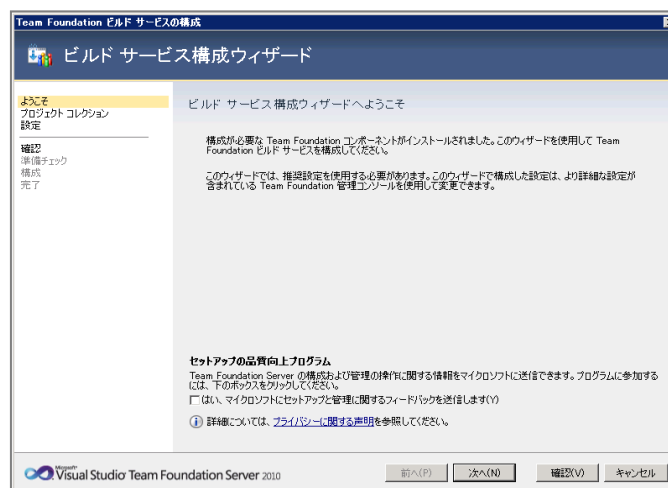 Team Foundation ビルド サービスの構成
ビルド サービス構成ウィザード
ようこそ
プロジェクト コレクション
設定
確認
準備チェック
構成
完了
ビルド サービス構成ウィザードへようこそ
構成が必要な Team Foundation コンポーネントがインストールされました。このウィザードを使用して Team
Foundation ビルド サービスを構成してください。
このウィザードでは、推奨設定を使用する必要があります。このウィザードで構成した設定は、より詳細な設定が
含まれている Team Foundation 管理コンソールを使用して変更できます。
セットアップの品質向上プログラム
Team Foundation Server の構成および管理の操作に関する情報をマイクロソフトに送信できます。プログラムに参加する
には、下のボックスをクリックしてください。
はい、マイクロソフトにセットアップと管理に関するフィードバックを送信します(Y)
詳細については、プライバシーに関する声明を参照してください。
Microsoft
Visual Studio Team Foundation Server 2010
前へ(P)
次へ(N)
確認(V)
キャンセル